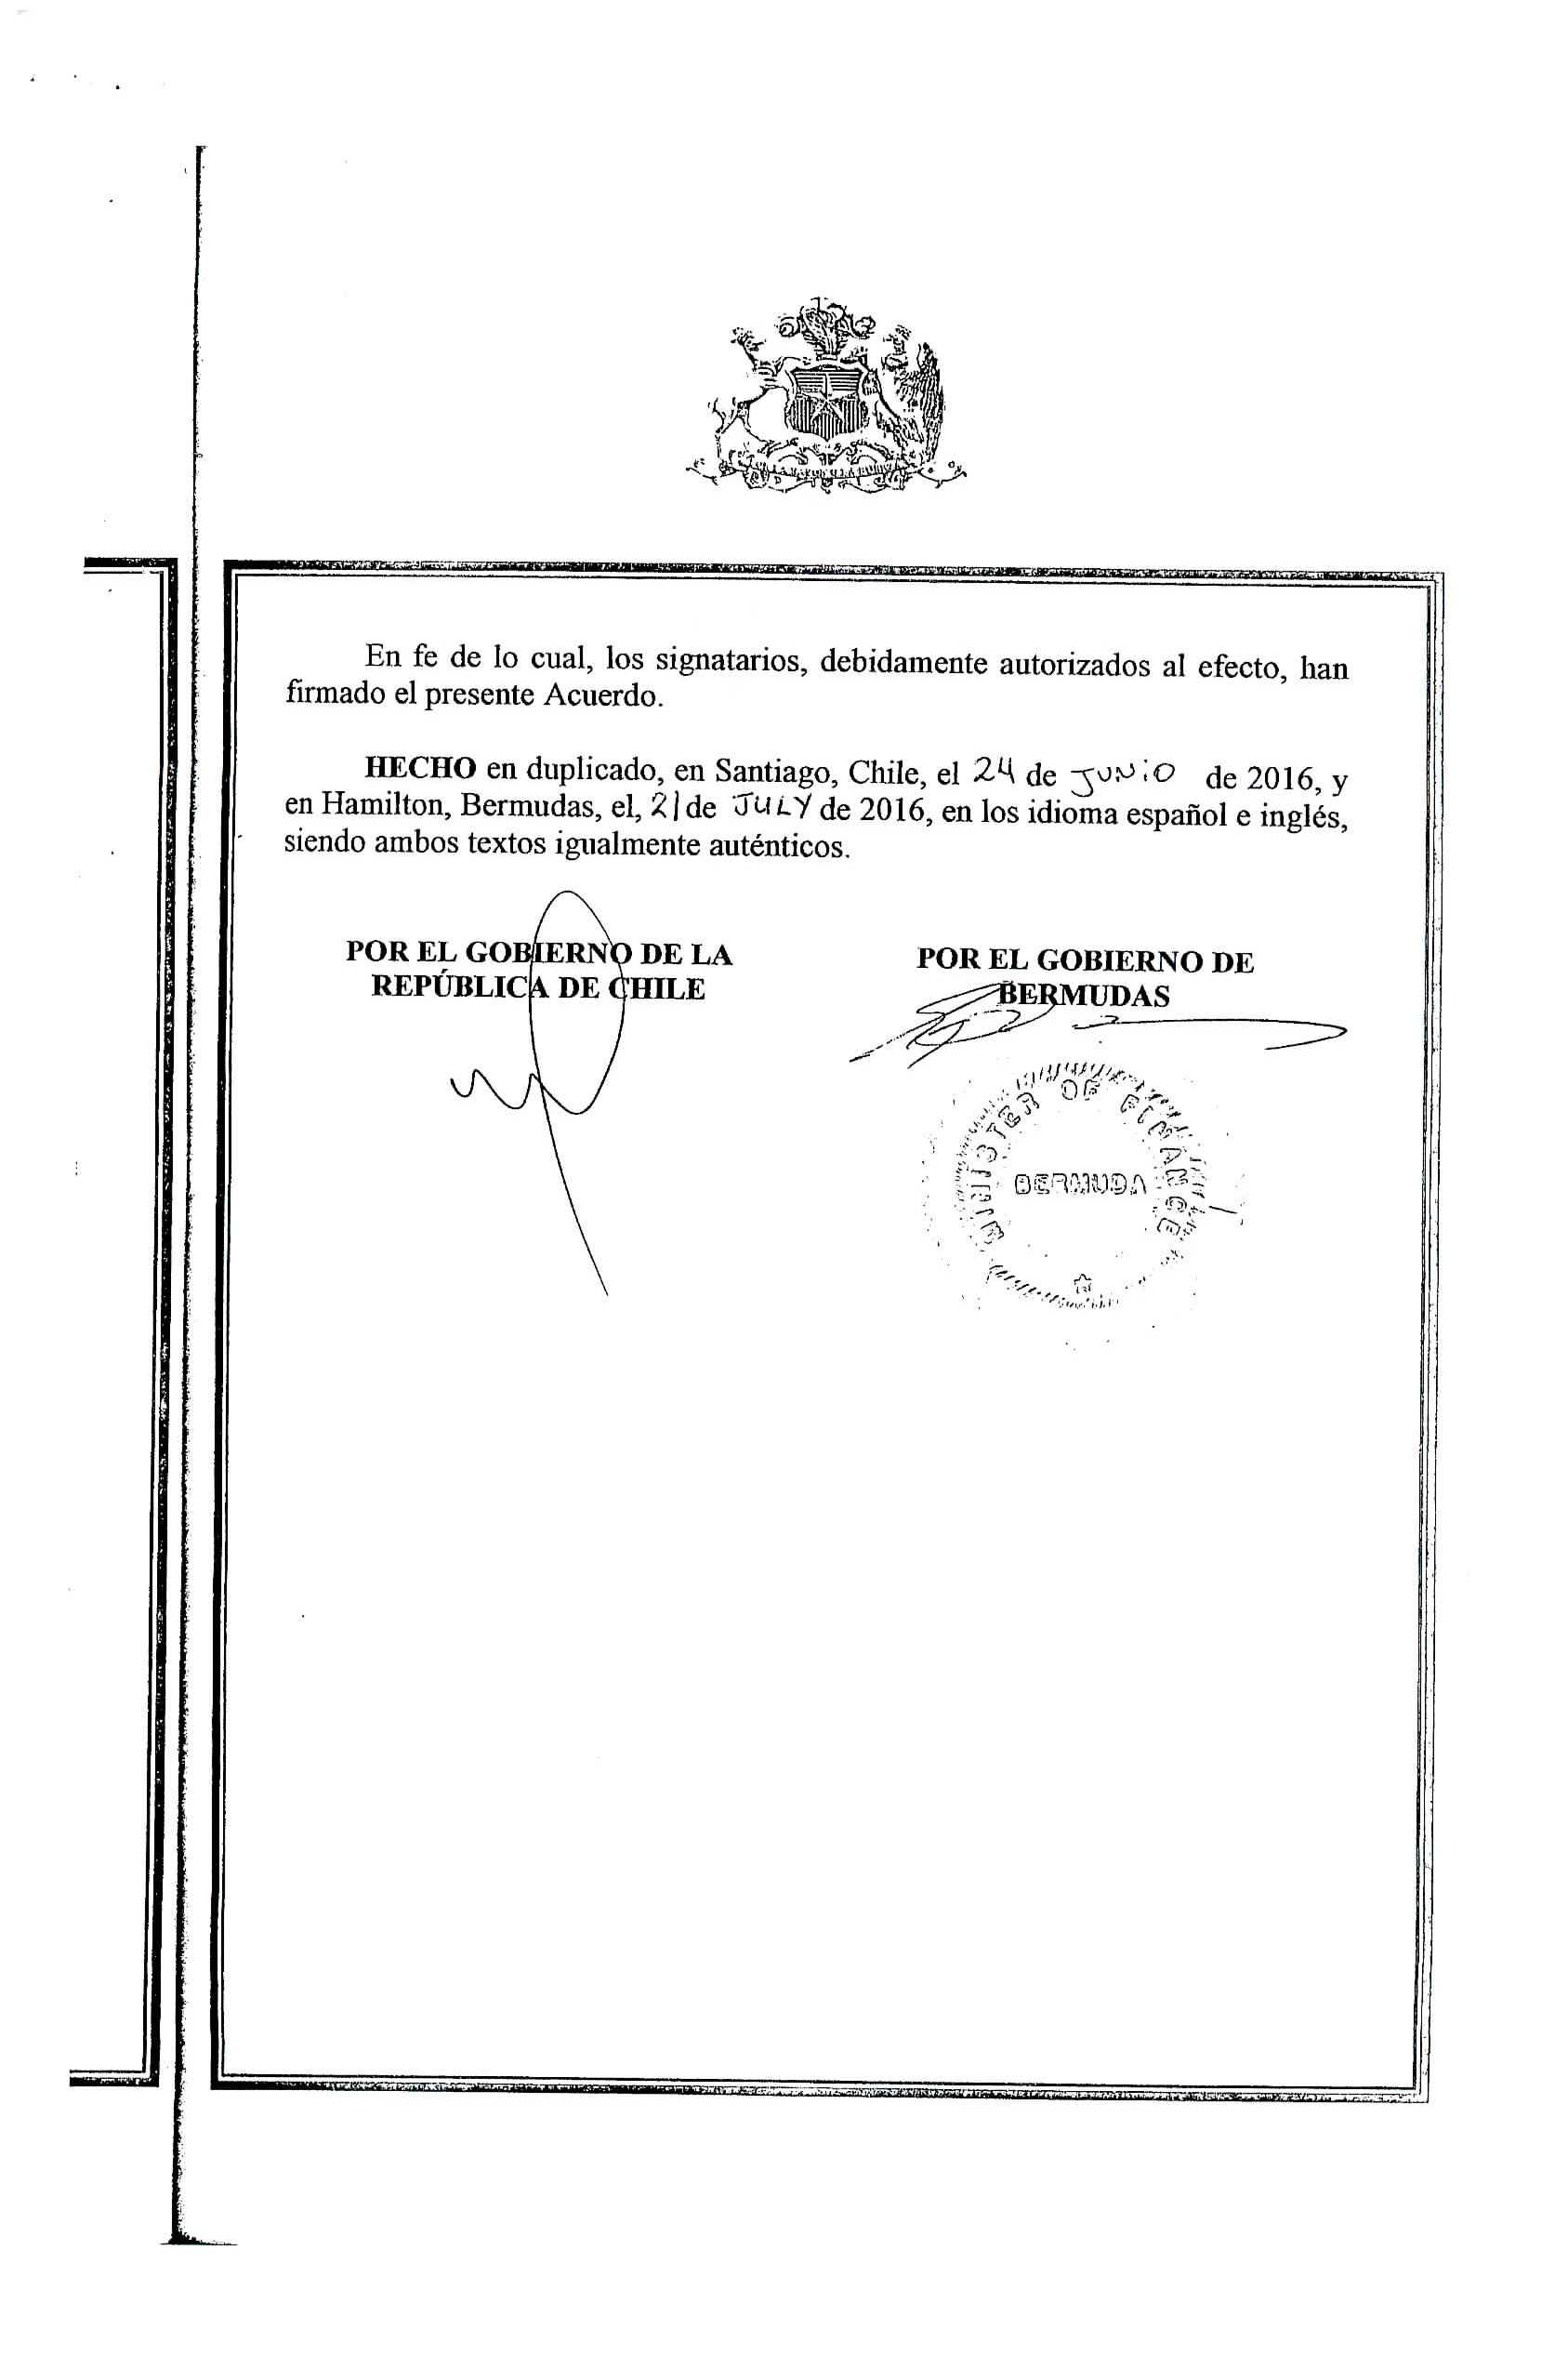 En fe de lo cual, los signatarios, debidamente autorizados al efecto, han
firmado el presente Acuerdo.
HECHO en duplicado, en Santiago, Chile, el 24 de JUNiO de 2016, y
en Hamilton, Bermudas, el, 21 de JULY de 2016, en los idioma español e inglés,
siendo ambos textos igualmente auténticos.
POR EL GOBIERNO DE LA
REPÚBLICA DE CHILE
POR EL GOBIERNO DE
BERMUDAS
MINISTER OF FINANCE
BERMUDA